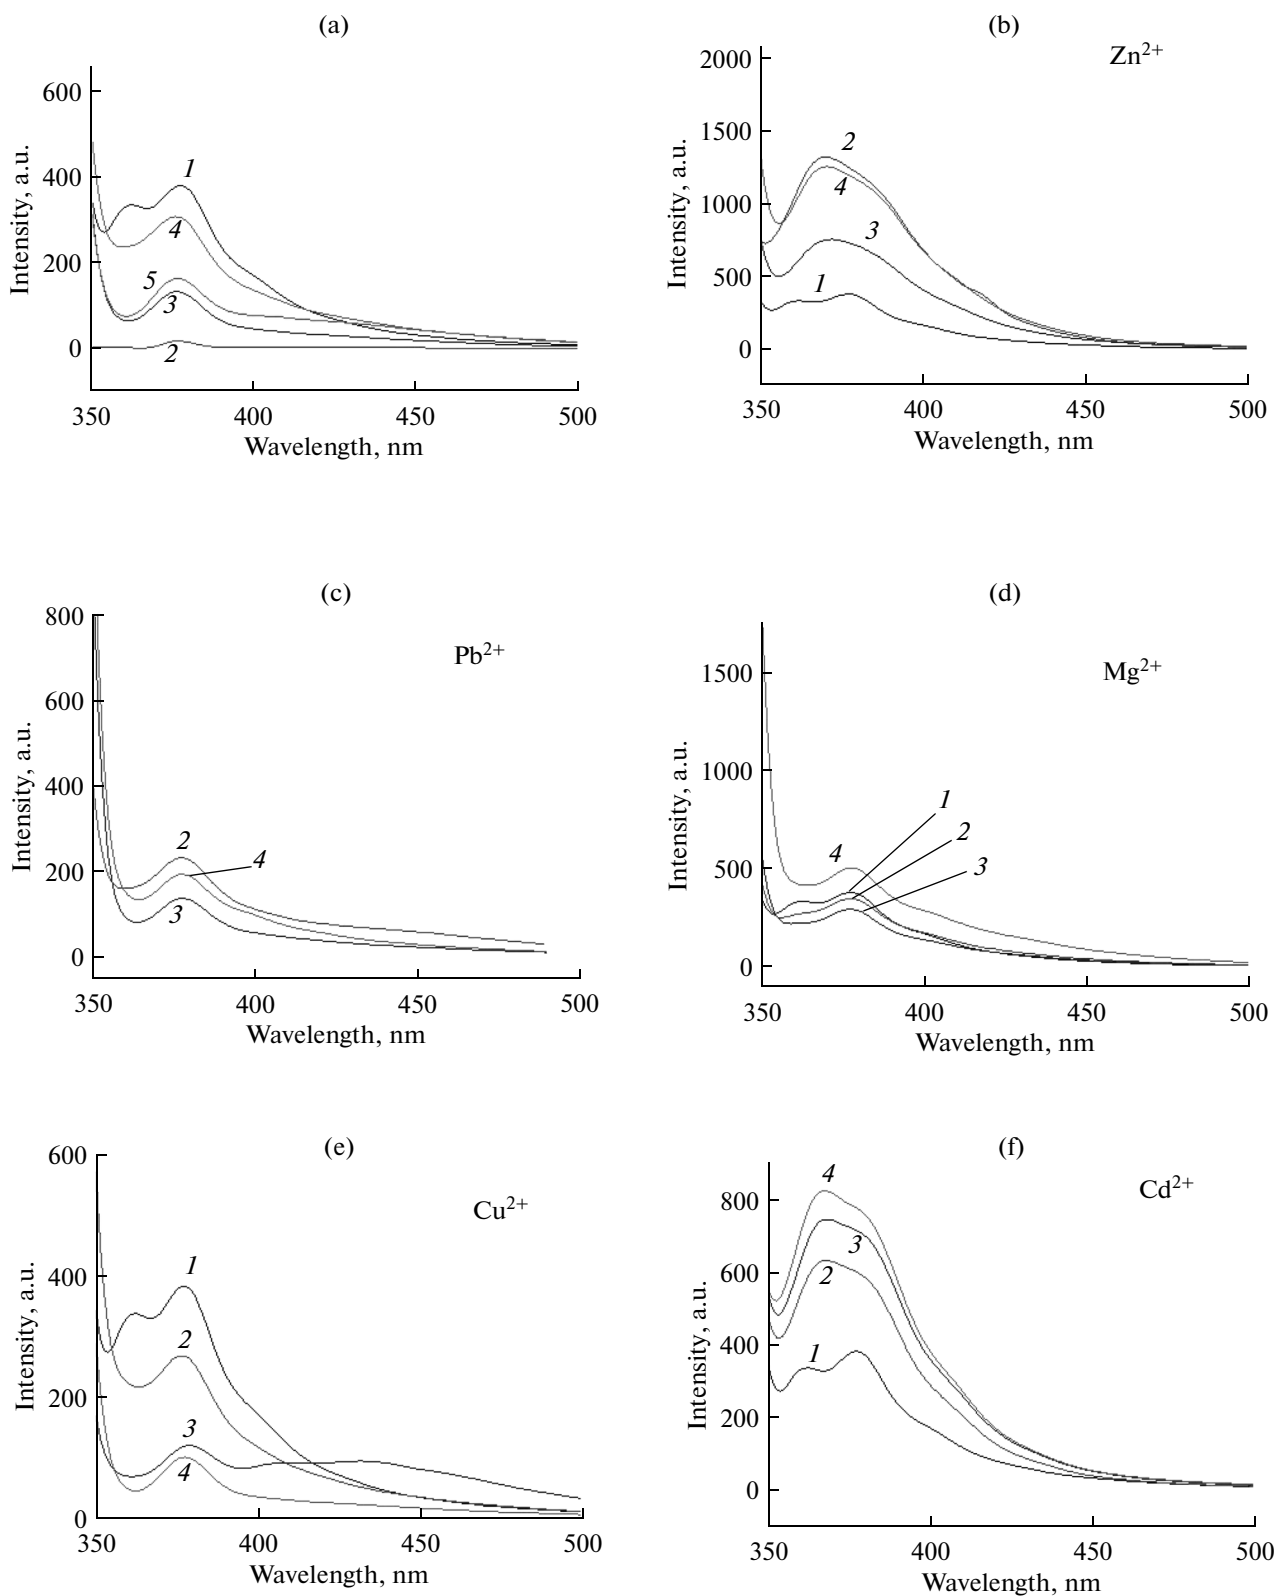 (a)
600
400
200
0
Intensity, a.u.
1
4
5
3
2
350 400 450 500
Wavelength, nm
(b)
Zn²⁺
2000
1500
1000
500
0
Intensity, a.u.
2
4
3
1
350 400 450 500
Wavelength, nm
(c)
Pb²⁺
800
600
400
200
0
Intensity, a.u.
2
4
3
350 400 450 500
Wavelength, nm
(d)
Mg²⁺
1500
1000
500
0
Intensity, a.u.
1
2
4
3
350 400 450 500
Wavelength, nm
(e)
Cu²⁺
600
400
200
0
Intensity, a.u.
1
2
3
4
350 400 450 500
Wavelength, nm
(f)
Cd²⁺
800
600
400
200
0
Intensity, a.u.
4
3
2
1
350 400 450 500
Wavelength, nm